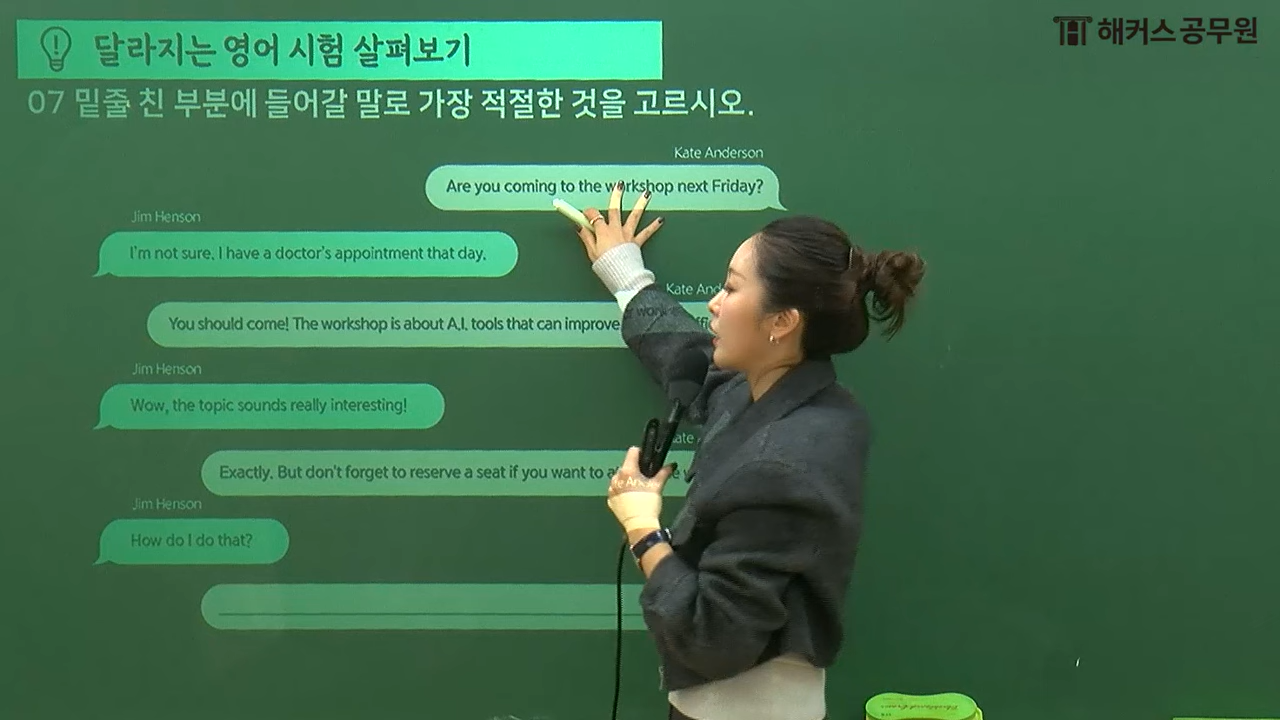 해커스공무원
달라지는 영어 시험 살펴보기
07 밑줄 친 부분에 들어갈 말로 가장 적절한 것을 고르시오.
Kate Anderson
Are you coming to the workshop next Friday?
Jim Henson
I'm not sure. I have a doctor's appointment that day.
Kate
You should come! The workshop is about A.I. tools that can improve
Jim Henson
Wow, the topic sounds really interesting!
Exactly. But don't forget to reserve a seat if you want to
Jim Henson
How do I do that?